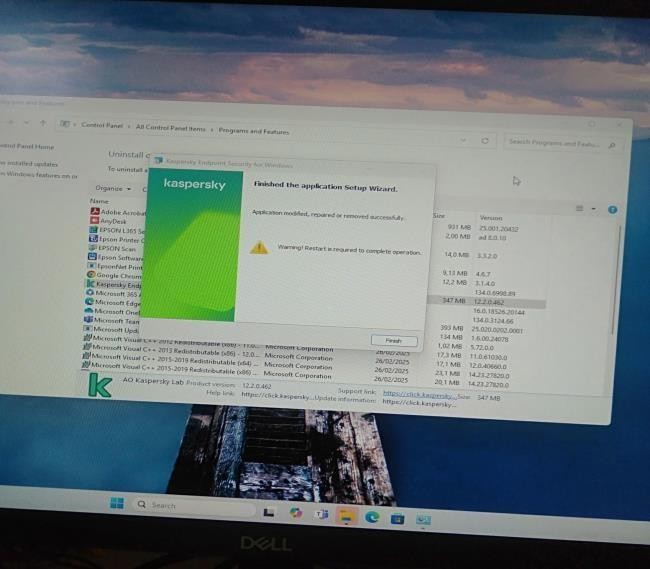 Programs and Features
Control Panel > All Control Panel Items > Programs and Features
Search Programs and Featu...
Control Panel Home
installed updates
Windows features on or
Uninstall
To uninstall a
Organize
Name
Size
Version
Kaspersky Endpoint Security for Windows
kaspersky
Finished the application Setup Wizard.
Application modified, repaired or removed successfully.
Warning! Restart is required to complete operation.
Finish
Adobe Acrobat
931 MB 25.001.20432
AnyDesk
2,00 MB ad 8.0.10
EPSON L365 Se
Epson Printer C
14,0 MB 3.3.2.0
EPSON Scan
Epson Software
9,13 MB 4.6.7
EpsonNet Print
12,2 MB 3.1.4.0
Google Chrom
134.0.6998.89
Kaspersky End
347 MB 12.2.0.462
Microsoft 365 A
16.0.18526.20144
Microsoft Edge
134.0.3124.66
Microsoft One
393 MB 25.020.0202.0001
Microsoft Team
134 MB 1.6.00.24078
Microsoft Upd
1,02 MB 5.72.0.0
Microsoft Visual C++ 2012 Redistributable (x86) - 11.0... Microsoft Corporation 26/02/2025 17,3 MB 11.0.61030.0
Microsoft Visual C++ 2013 Redistributable (x86) - 12.0... Microsoft Corporation 26/02/2025 17,1 MB 12.0.40660.0
Microsoft Visual C++ 2015-2019 Redistributable (x64) ... Microsoft Corporation 26/02/2025 23,1 MB 14.23.27820.0
Microsoft Visual C++ 2015-2019 Redistributable (x86) ... Microsoft Corporation 26/02/2025 20,1 MB 14.23.27820.0
AO Kaspersky Lab Product version: 12.2.0.462 Support link: https://click.kaspersky... Size: 347 MB
Help link: https://click.kaspersky... Update information: https://click.kaspersky...
Search
DELL